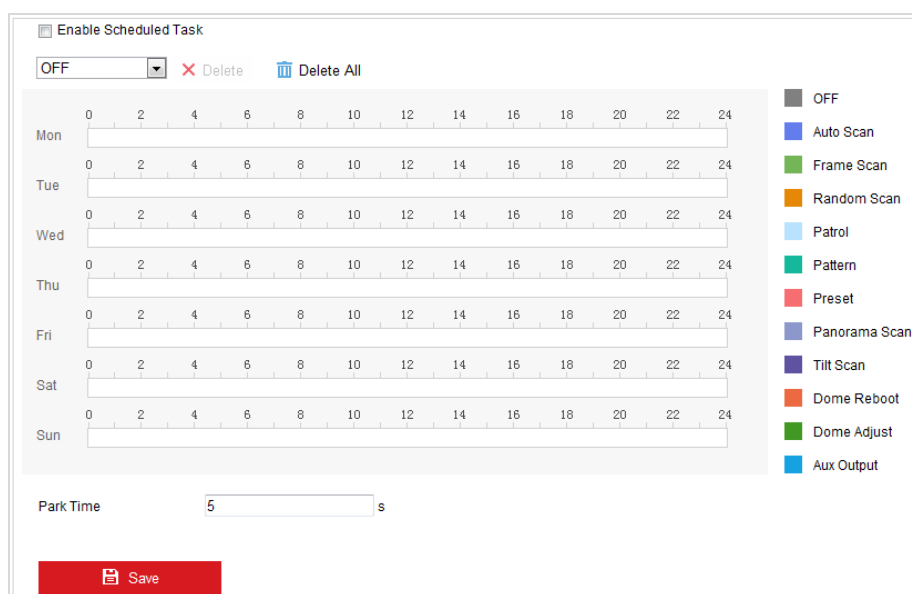 Enable Scheduled Task
OFF Delete Delete All
0 2 4 6 8 10 12 14 16 18 20 22 24
Mon
0 2 4 6 8 10 12 14 16 18 20 22 24
Tue
0 2 4 6 8 10 12 14 16 18 20 22 24
Wed
0 2 4 6 8 10 12 14 16 18 20 22 24
Thu
0 2 4 6 8 10 12 14 16 18 20 22 24
Fri
0 2 4 6 8 10 12 14 16 18 20 22 24
Sat
0 2 4 6 8 10 12 14 16 18 20 22 24
Sun
OFF
Auto Scan
Frame Scan
Random Scan
Patrol
Pattern
Preset
Panorama Scan
Tilt Scan
Dome Reboot
Dome Adjust
Aux Output
Park Time 5 s
Save